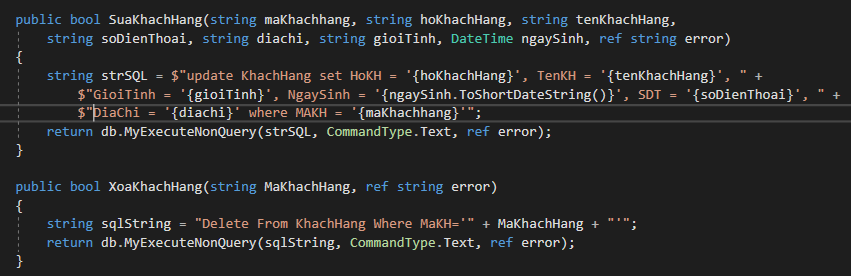 public bool SuaKhachHang(string maKhachhang, string hoKhachHang, string tenKhachHang,
string soDienThoai, string diachi, string gioiTinh, DateTime ngaySinh, ref string error)
{
string strSQL = $"update KhachHang set HoKH = '{hoKhachHang}', TenKH = '{tenKhachHang}', " +
$"GioiTinh = '{gioiTinh}', NgaySinh = '{ngaySinh.ToShortDateString()}', SDT = '{soDienThoai}', " +
$"DiaChi = '{diachi}' where MAKH = '{maKhachhang}'";
return db.MyExecuteNonQuery(strSQL, CommandType.Text, ref error);
}
public bool XoaKhachHang(string MaKhachHang, ref string error)
{
string sqlString = "Delete From KhachHang Where MaKH='" + MaKhachHang + "'";
return db.MyExecuteNonQuery(sqlString, CommandType.Text, ref error);
}